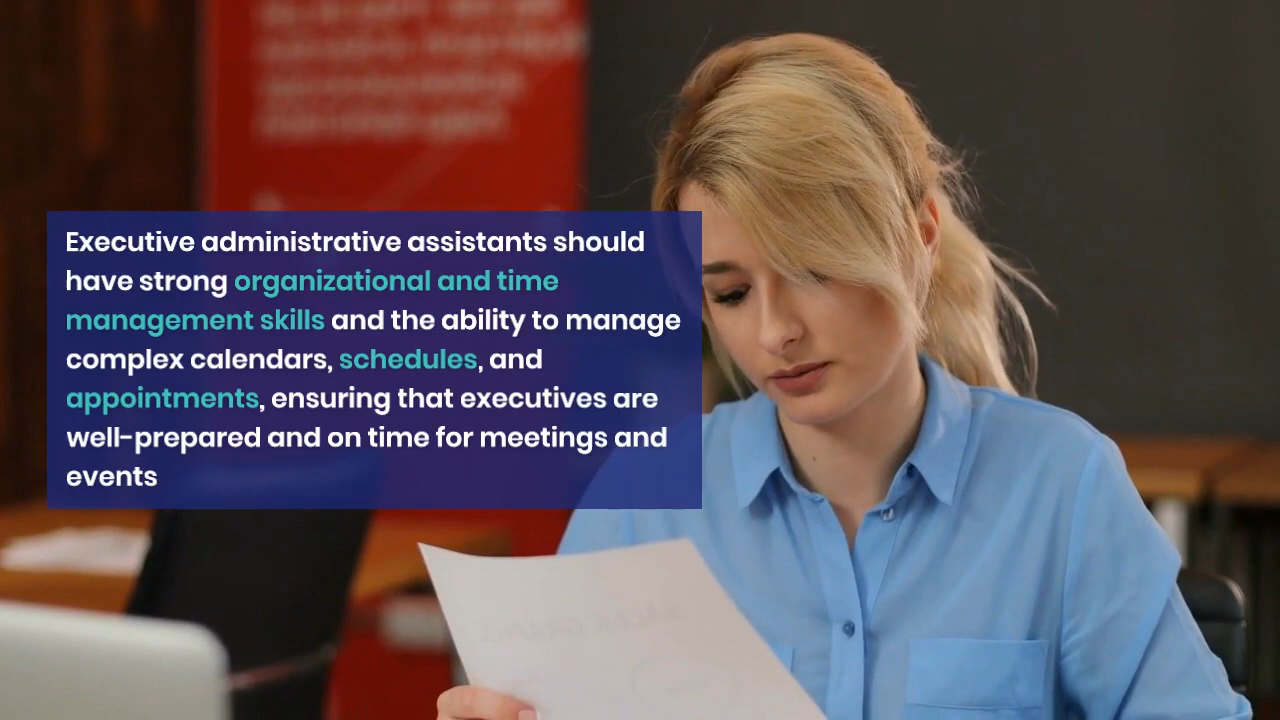 Executive administrative assistants should
have strong organizational and time
management skills and the ability to manage
complex calendars, schedules, and
appointments, ensuring that executives are
well-prepared and on time for meetings and
events